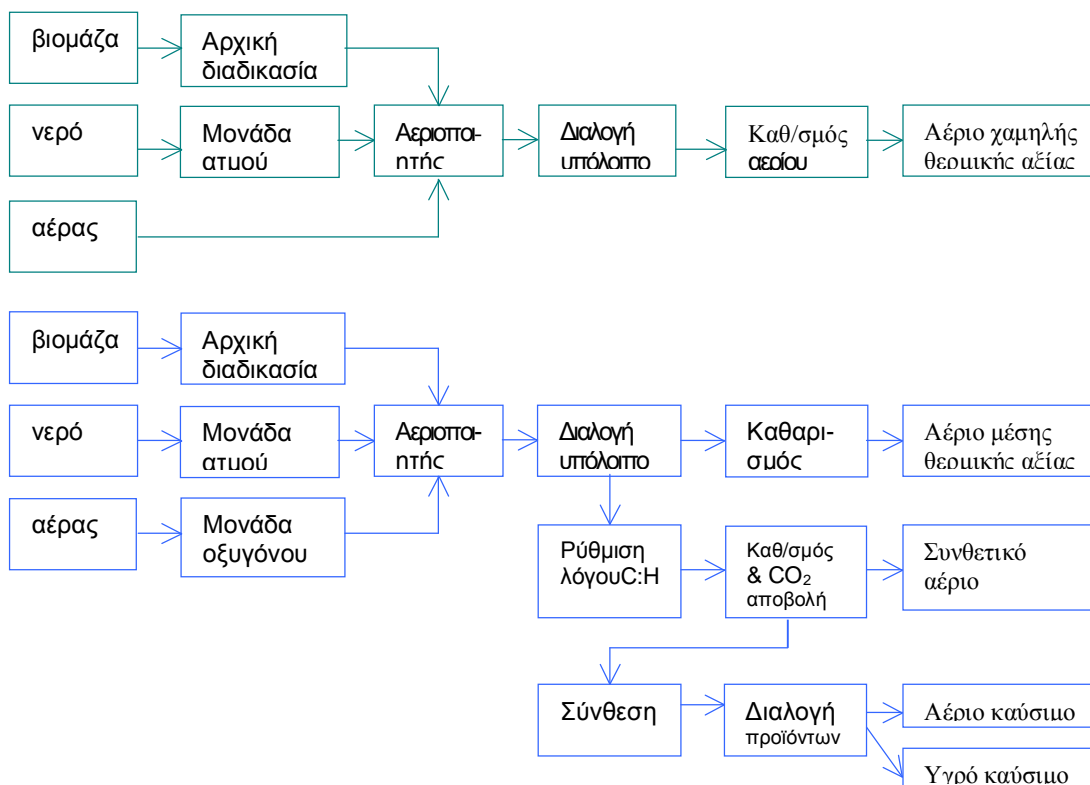 βιομάζα
Αρχική
διαδικασία
νερό
Μονάδα
ατμού
Αεριοποι-
ητής
Διαλογή
υπόλοιπο
Καθ/σμός
αερίου
Αέριο χαμηλής
θερμικής αξίας
αέρας
βιομάζα
Αρχική
διαδικασία
νερό
Μονάδα
ατμού
Αεριοποι-
ητής
Διαλογή
υπόλοιπο
Καθαρι-
σμός
Αέριο μέσης
θερμικής αξίας
αέρας
Μονάδα
οξυγόνου
Ρύθμιση
λόγουC:H
Καθ/σμός
& CO₂
αποβολή
Συνθετικό
αέριο
Σύνθεση
Διαλογή
προϊόντων
Αέριο καύσιμο
Υγρό καύσιμο